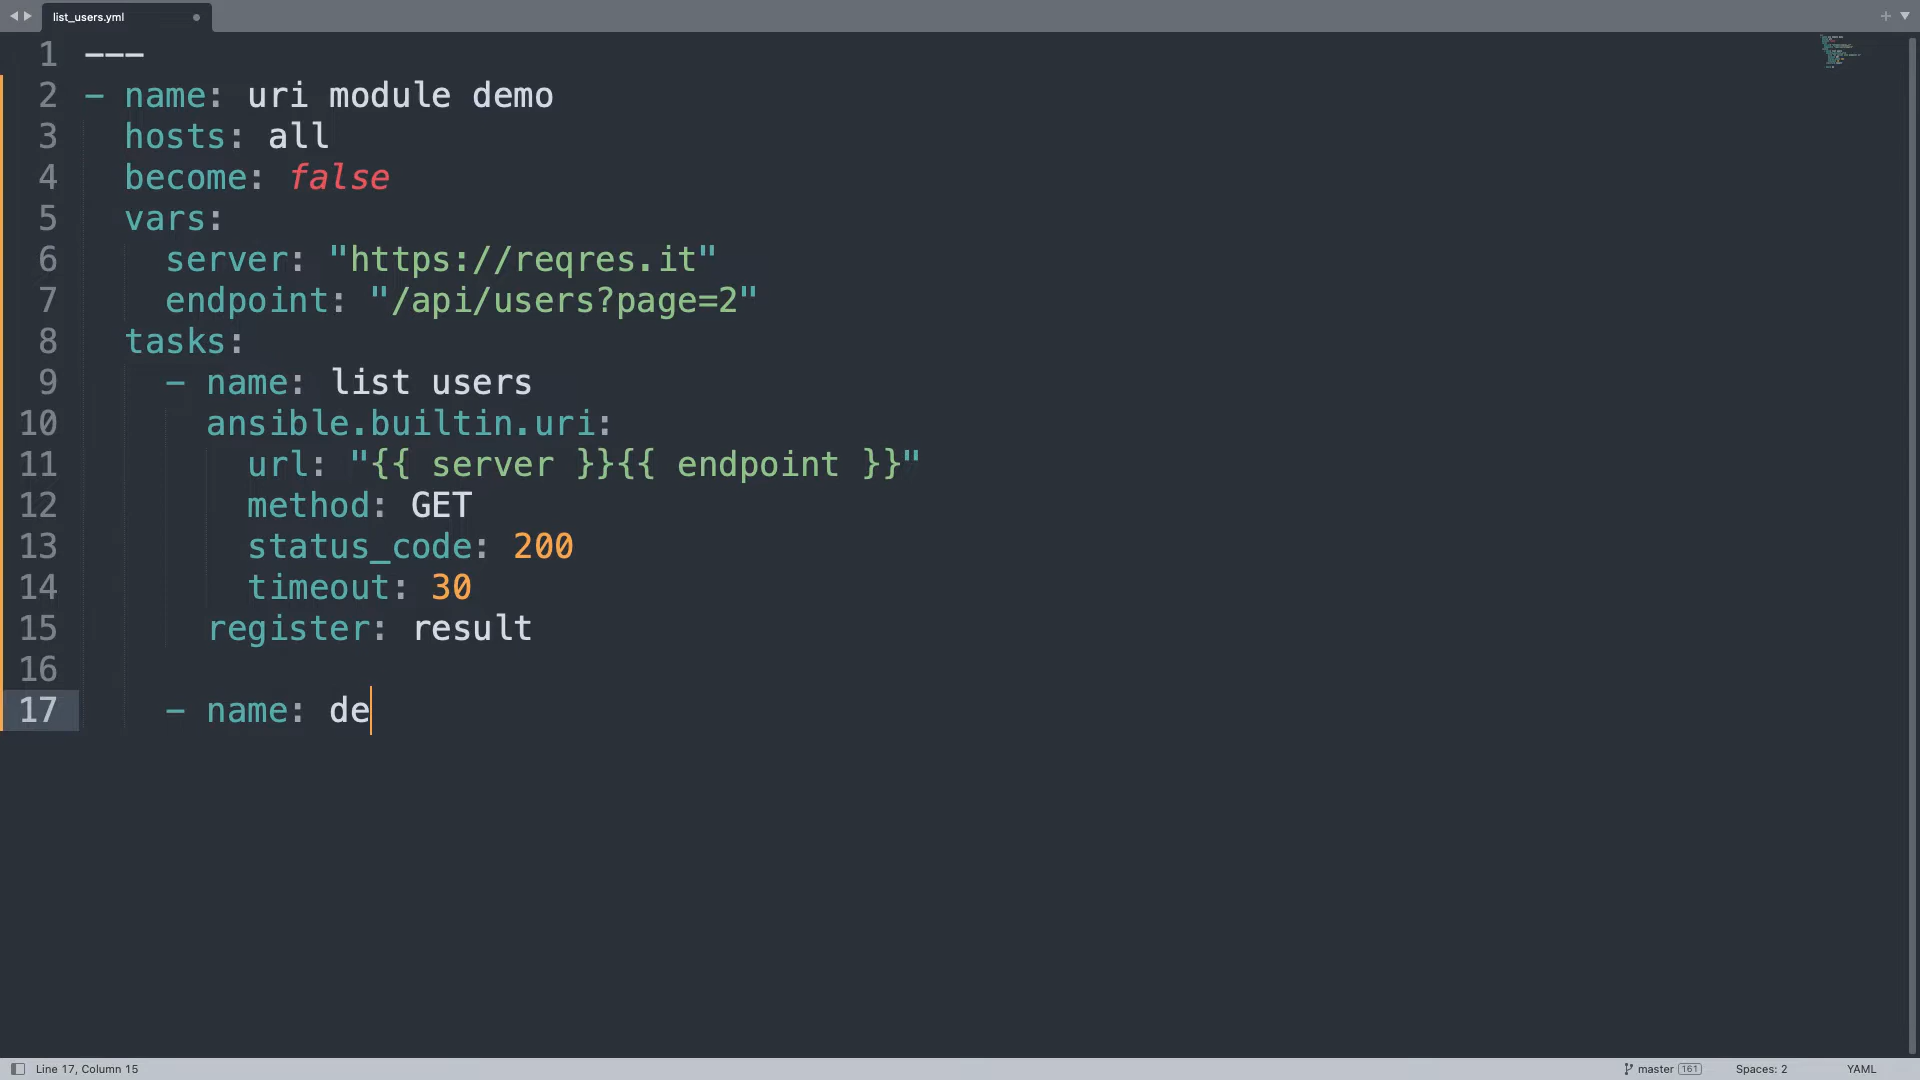 list_users.yml
1 ---
2 - name: uri module demo
3 hosts: all
4 become: false
5 vars:
6 server: "https://reqres.it"
7 endpoint: "/api/users?page=2"
8 tasks:
9 - name: list users
10 ansible.builtin.uri:
11 url: "{{ server }}{{ endpoint }}"
12 method: GET
13 status_code: 200
14 timeout: 30
15 register: result
16
17 - name: de
Line 17, Column 15
master 161
Spaces: 2
YAML